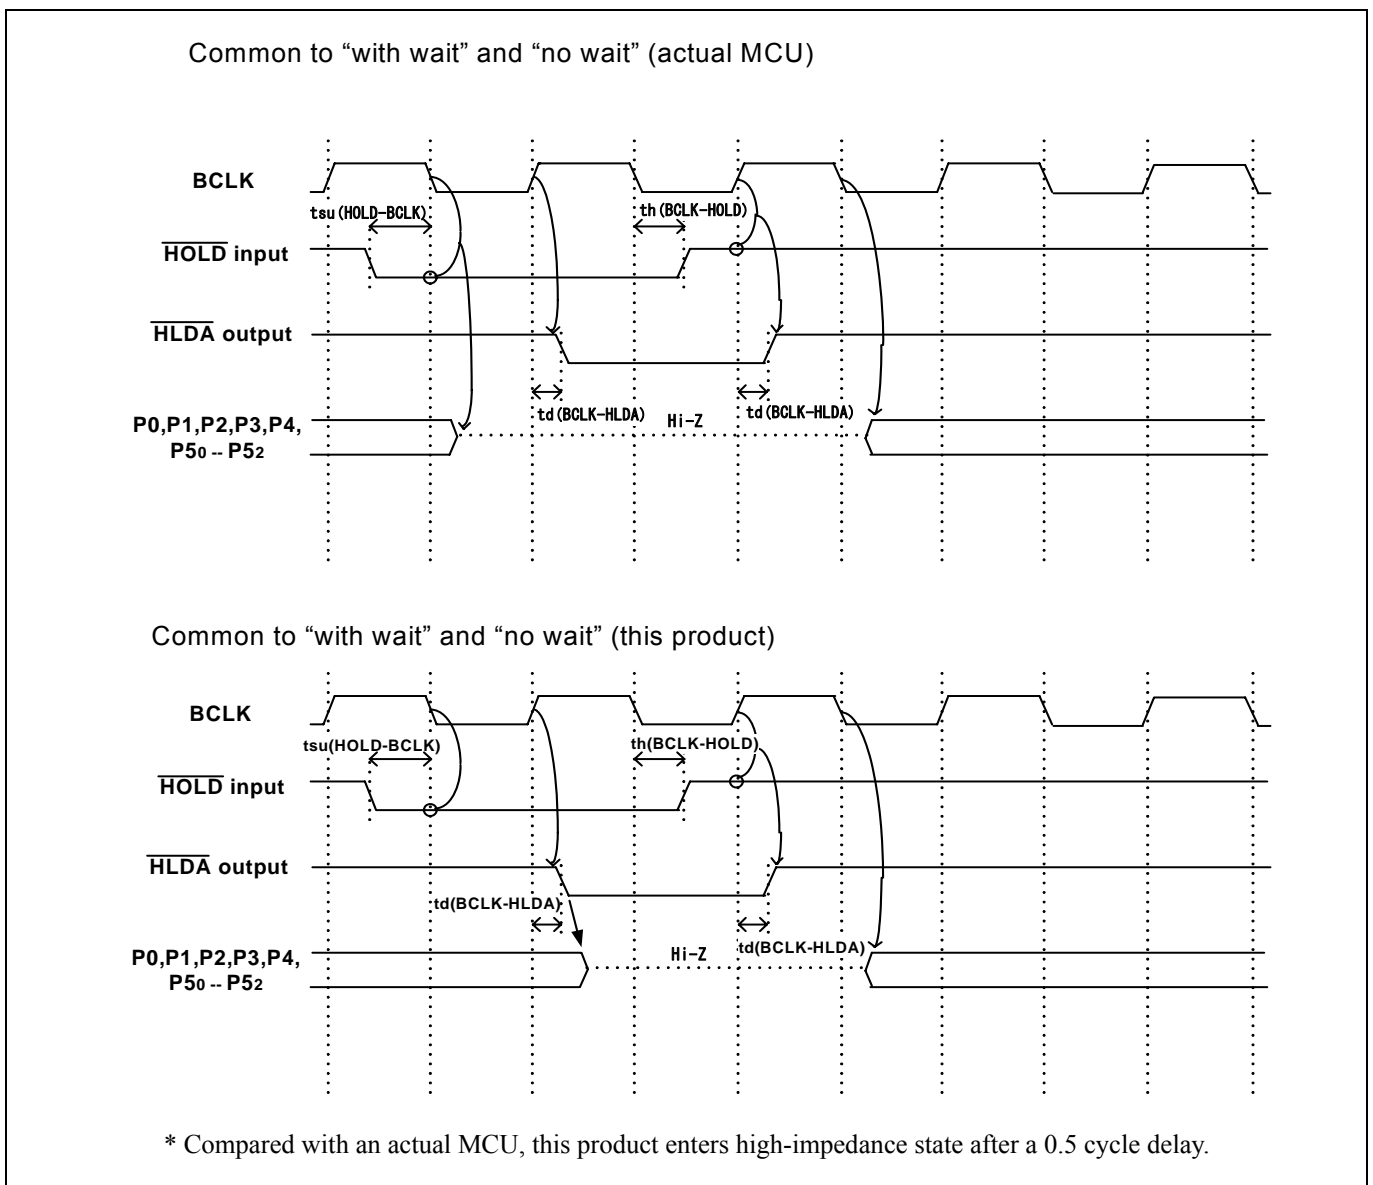 Common to “with wait” and “no wait” (actual MCU)
BCLK
tsu(HOLD-BCLK)
th(BCLK-HOLD)
HOLD input
HLDA output
td(BCLK-HLDA)
Hi-Z
td(BCLK-HLDA)
P0,P1,P2,P3,P4,
P50 -- P52
Common to “with wait” and “no wait” (this product)
BCLK
tsu(HOLD-BCLK)
th(BCLK-HOLD)
HOLD input
HLDA output
td(BCLK-HLDA)
Hi-Z
td(BCLK-HLDA)
P0,P1,P2,P3,P4,
P50 -- P52
* Compared with an actual MCU, this product enters high-impedance state after a 0.5 cycle delay.